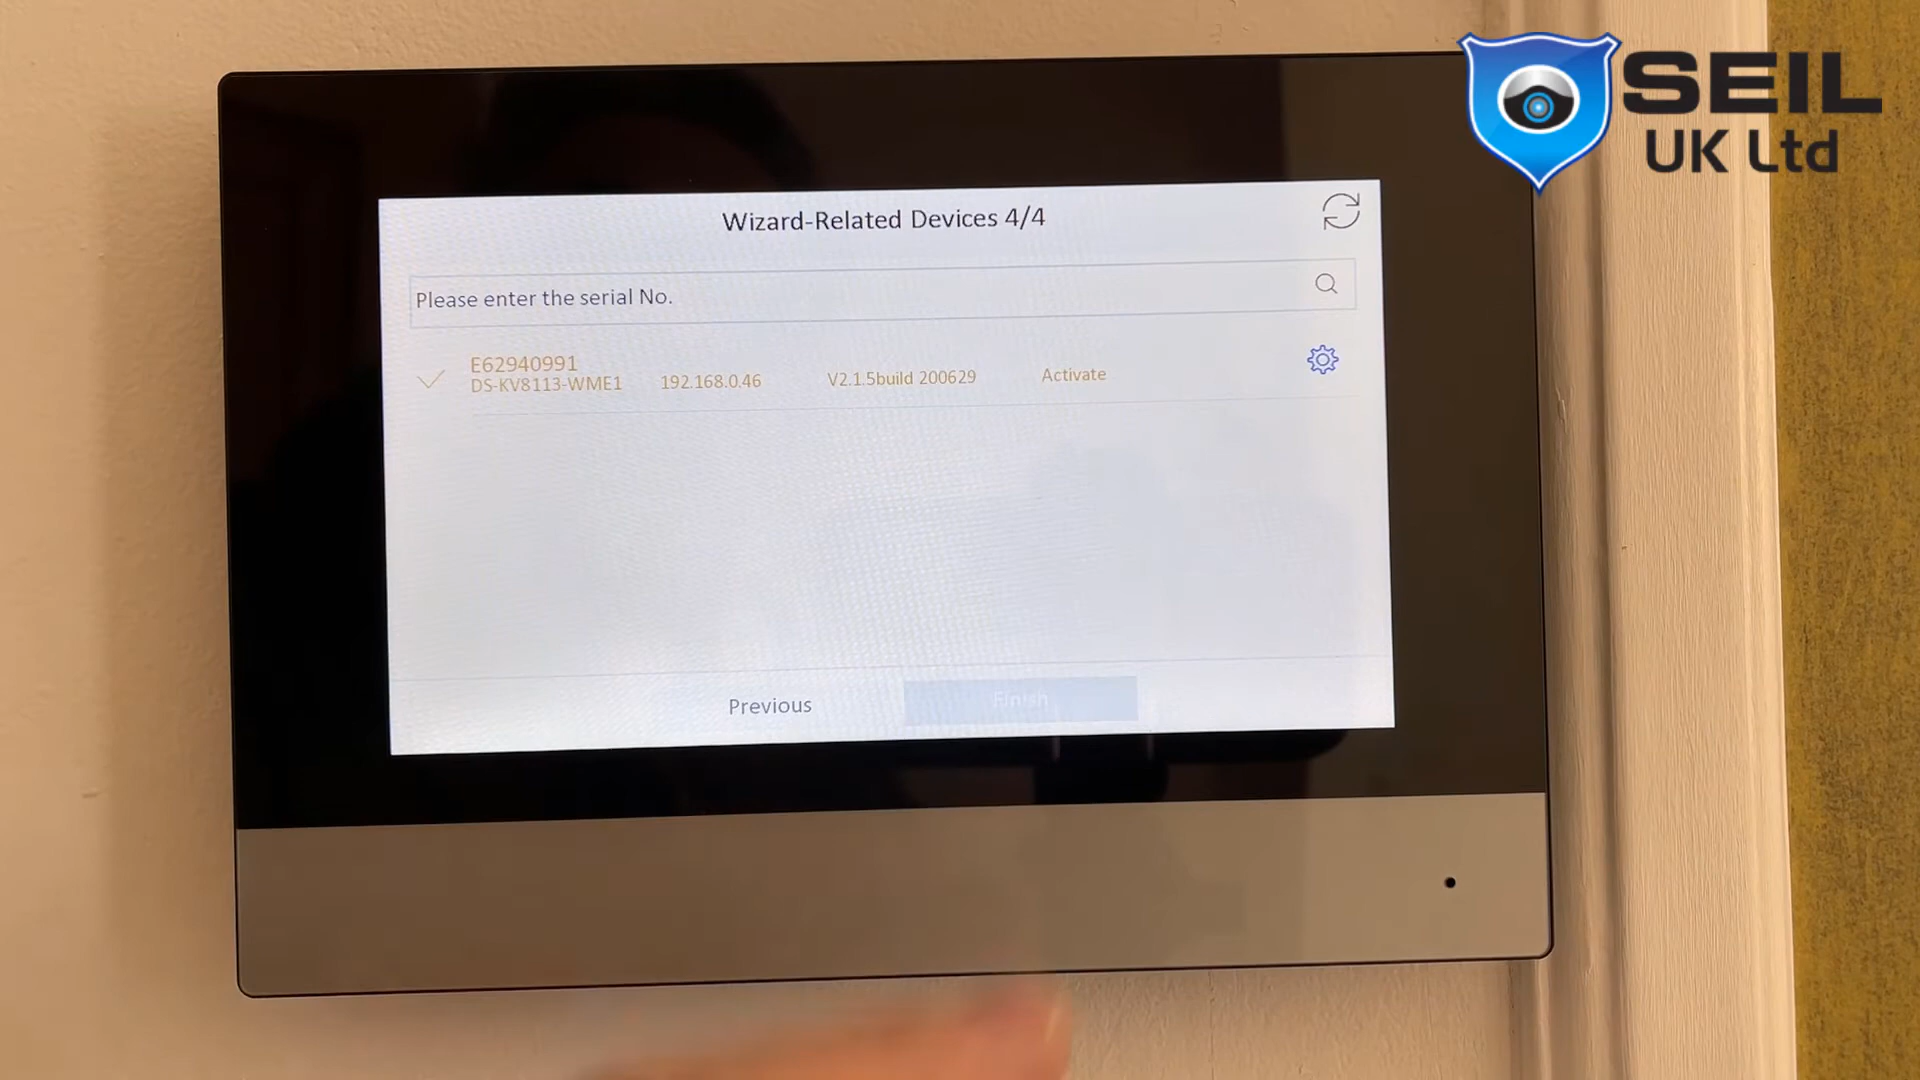 SEIL
UK Ltd
Wizard-Related Devices 4/4
Please enter the serial No.
E62940991
DS-KV8113-WME1 192.168.0.46 V2.1.5build 200629 Activate
Previous Finish